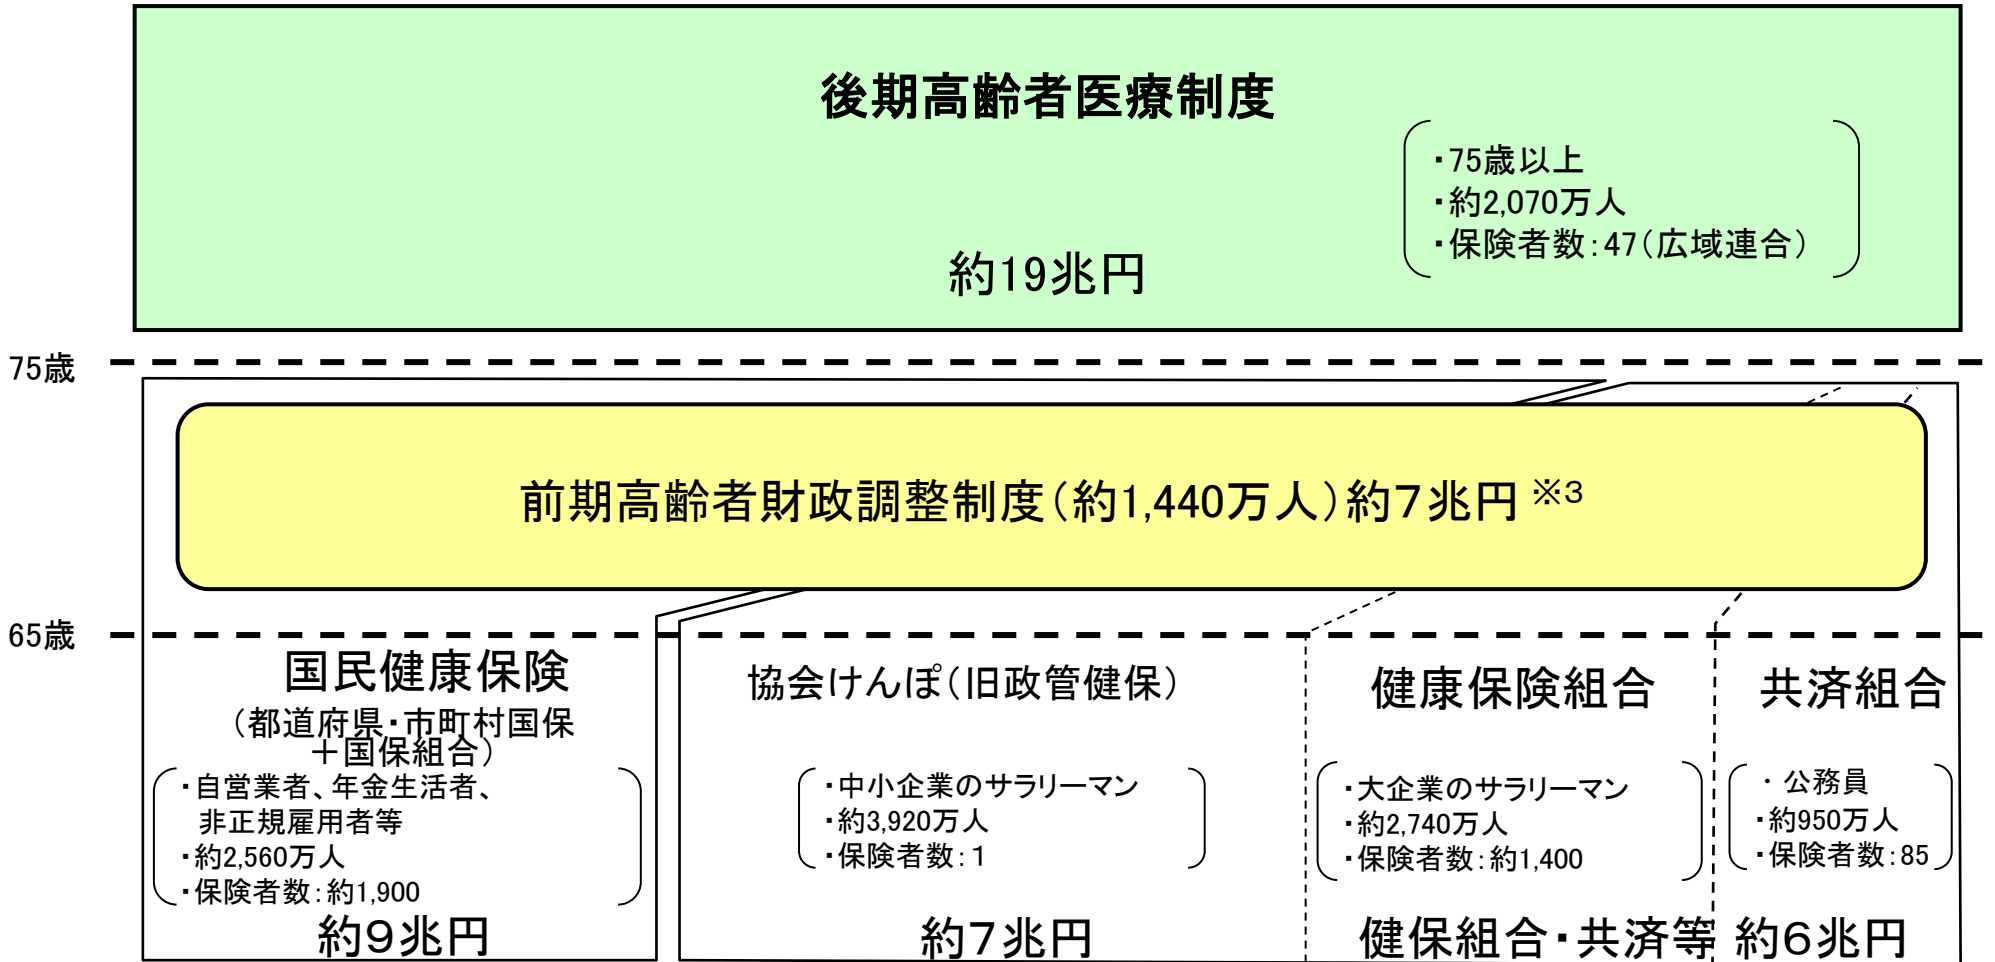 後期高齢者医療制度
・75歳以上
・約2,070万人
・保険者数:47(広域連合)
約19兆円
75歳
前期高齢者財政調整制度(約1,440万人)約7兆円 ※3
65歳
国民健康保険
(都道府県・市町村国保
+国保組合)
・自営業者、年金生活者、
非正規雇用者等
・約2,560万人
・保険者数:約1,900
約9兆円
協会けんぽ(旧政管健保)
・中小企業のサラリーマン
・約3,920万人
・保険者数:1
約7兆円
健康保険組合
・大企業のサラリーマン
・約2,740万人
・保険者数:約1,400
共済組合
・公務員
・約950万人
・保険者数:85
健保組合・共済等 約6兆円